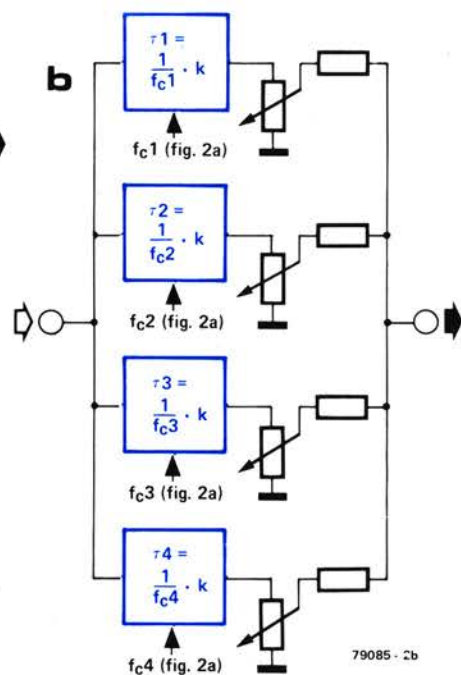 b
τ1 =
1
fc1 · k
fc1 (fig. 2a)
τ2 =
1
fc2 · k
fc2 (fig. 2a)
τ3 =
1
fc3 · k
fc3 (fig. 2a)
τ4 =
1
fc4 · k
fc4 (fig. 2a)
79085 - 2b